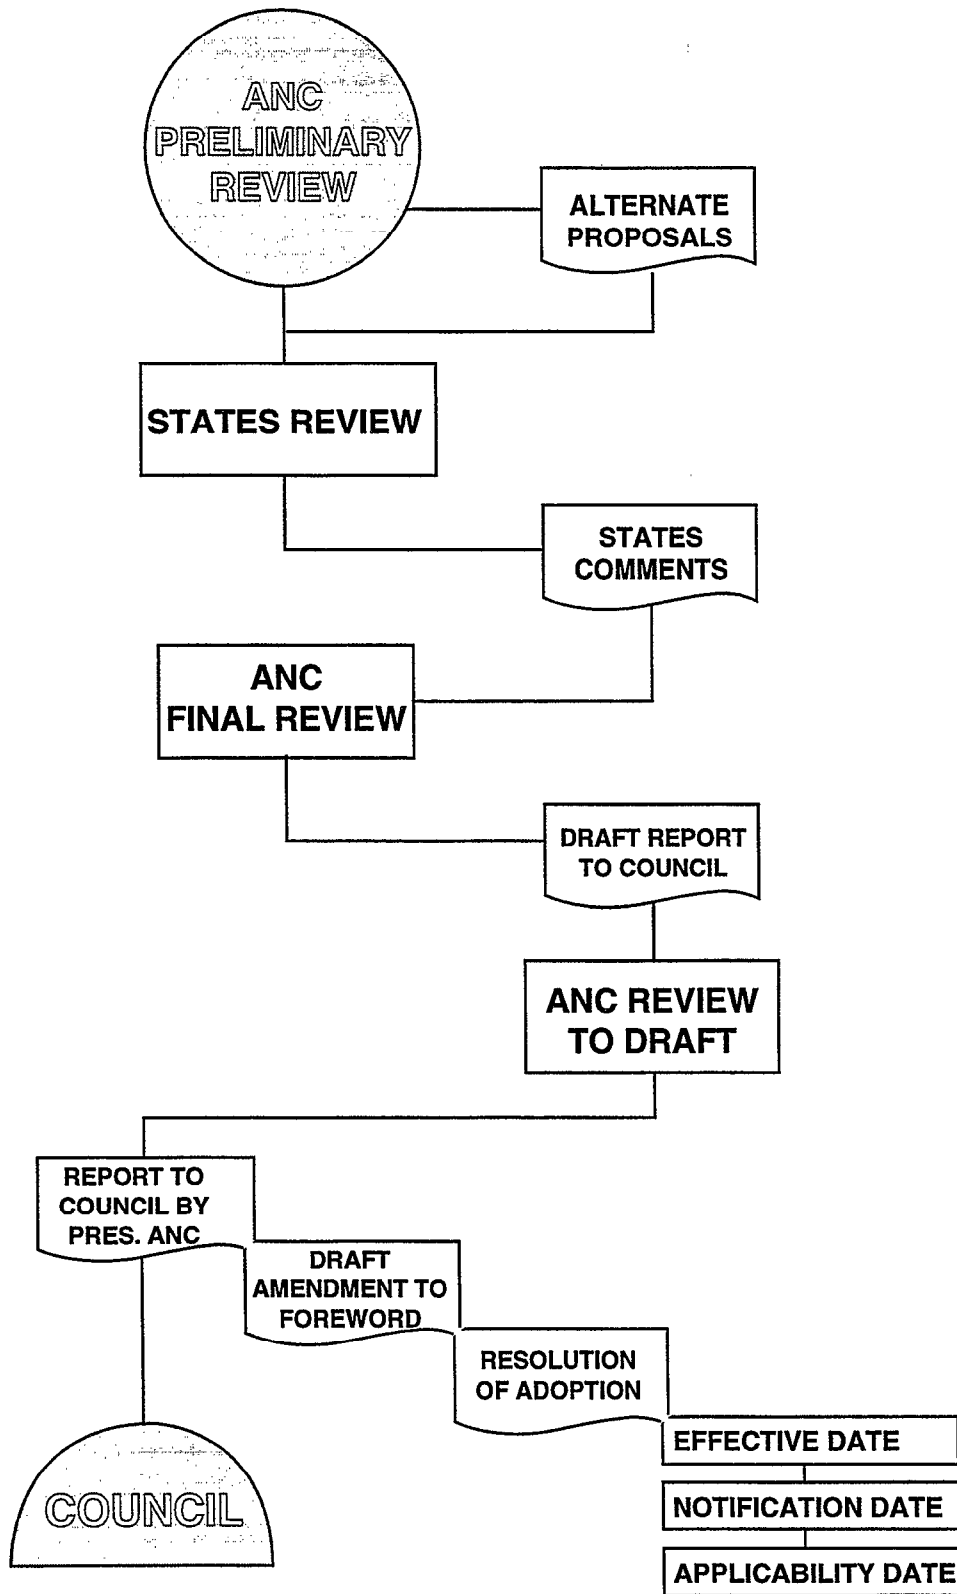 ANC
PRELIMINARY
REVIEW
ALTERNATE
PROPOSALS
STATES REVIEW
STATES
COMMENTS
ANC
FINAL REVIEW
DRAFT REPORT
TO COUNCIL
ANC REVIEW
TO DRAFT
REPORT TO
COUNCIL BY
PRES. ANC
DRAFT
AMENDMENT TO
FOREWORD
RESOLUTION
OF ADOPTION
EFFECTIVE DATE
NOTIFICATION DATE
APPLICABILITY DATE
COUNCIL